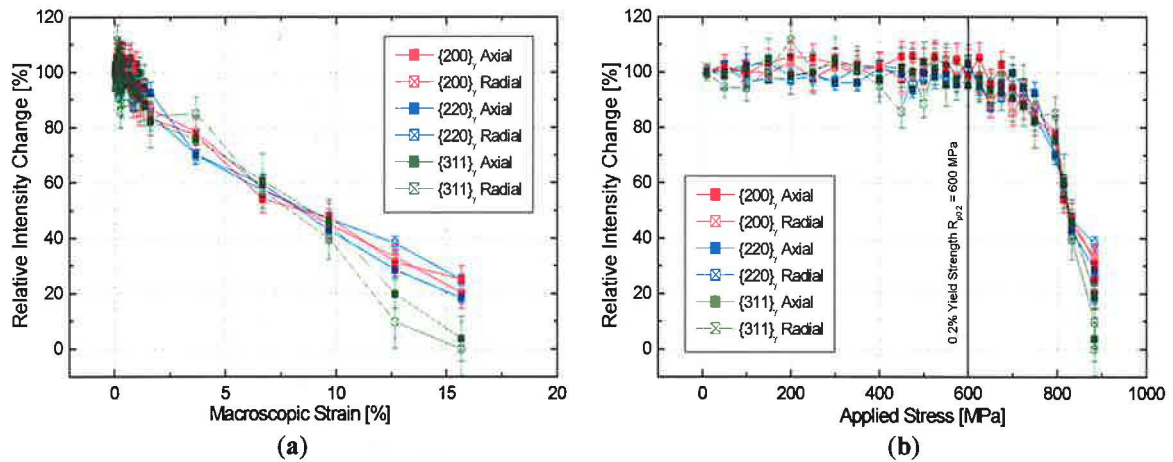 120
100
80
60
40
20
0
Relative Intensity Change [%]
{200}γ Axial
{200}γ Radial
{220}γ Axial
{220}γ Radial
{311}γ Axial
{311}γ Radial
0 5 10 15 20
Macroscopic Strain [%]
(a)
120
100
80
60
40
20
0
Relative Intensity Change [%]
{200}γ Axial
{200}γ Radial
{220}γ Axial
{220}γ Radial
{311}γ Axial
{311}γ Radial
0.2% Yield Strength Rp0.2 = 600 MPa
0 200 400 600 800 1000
Applied Stress [MPa]
(b)